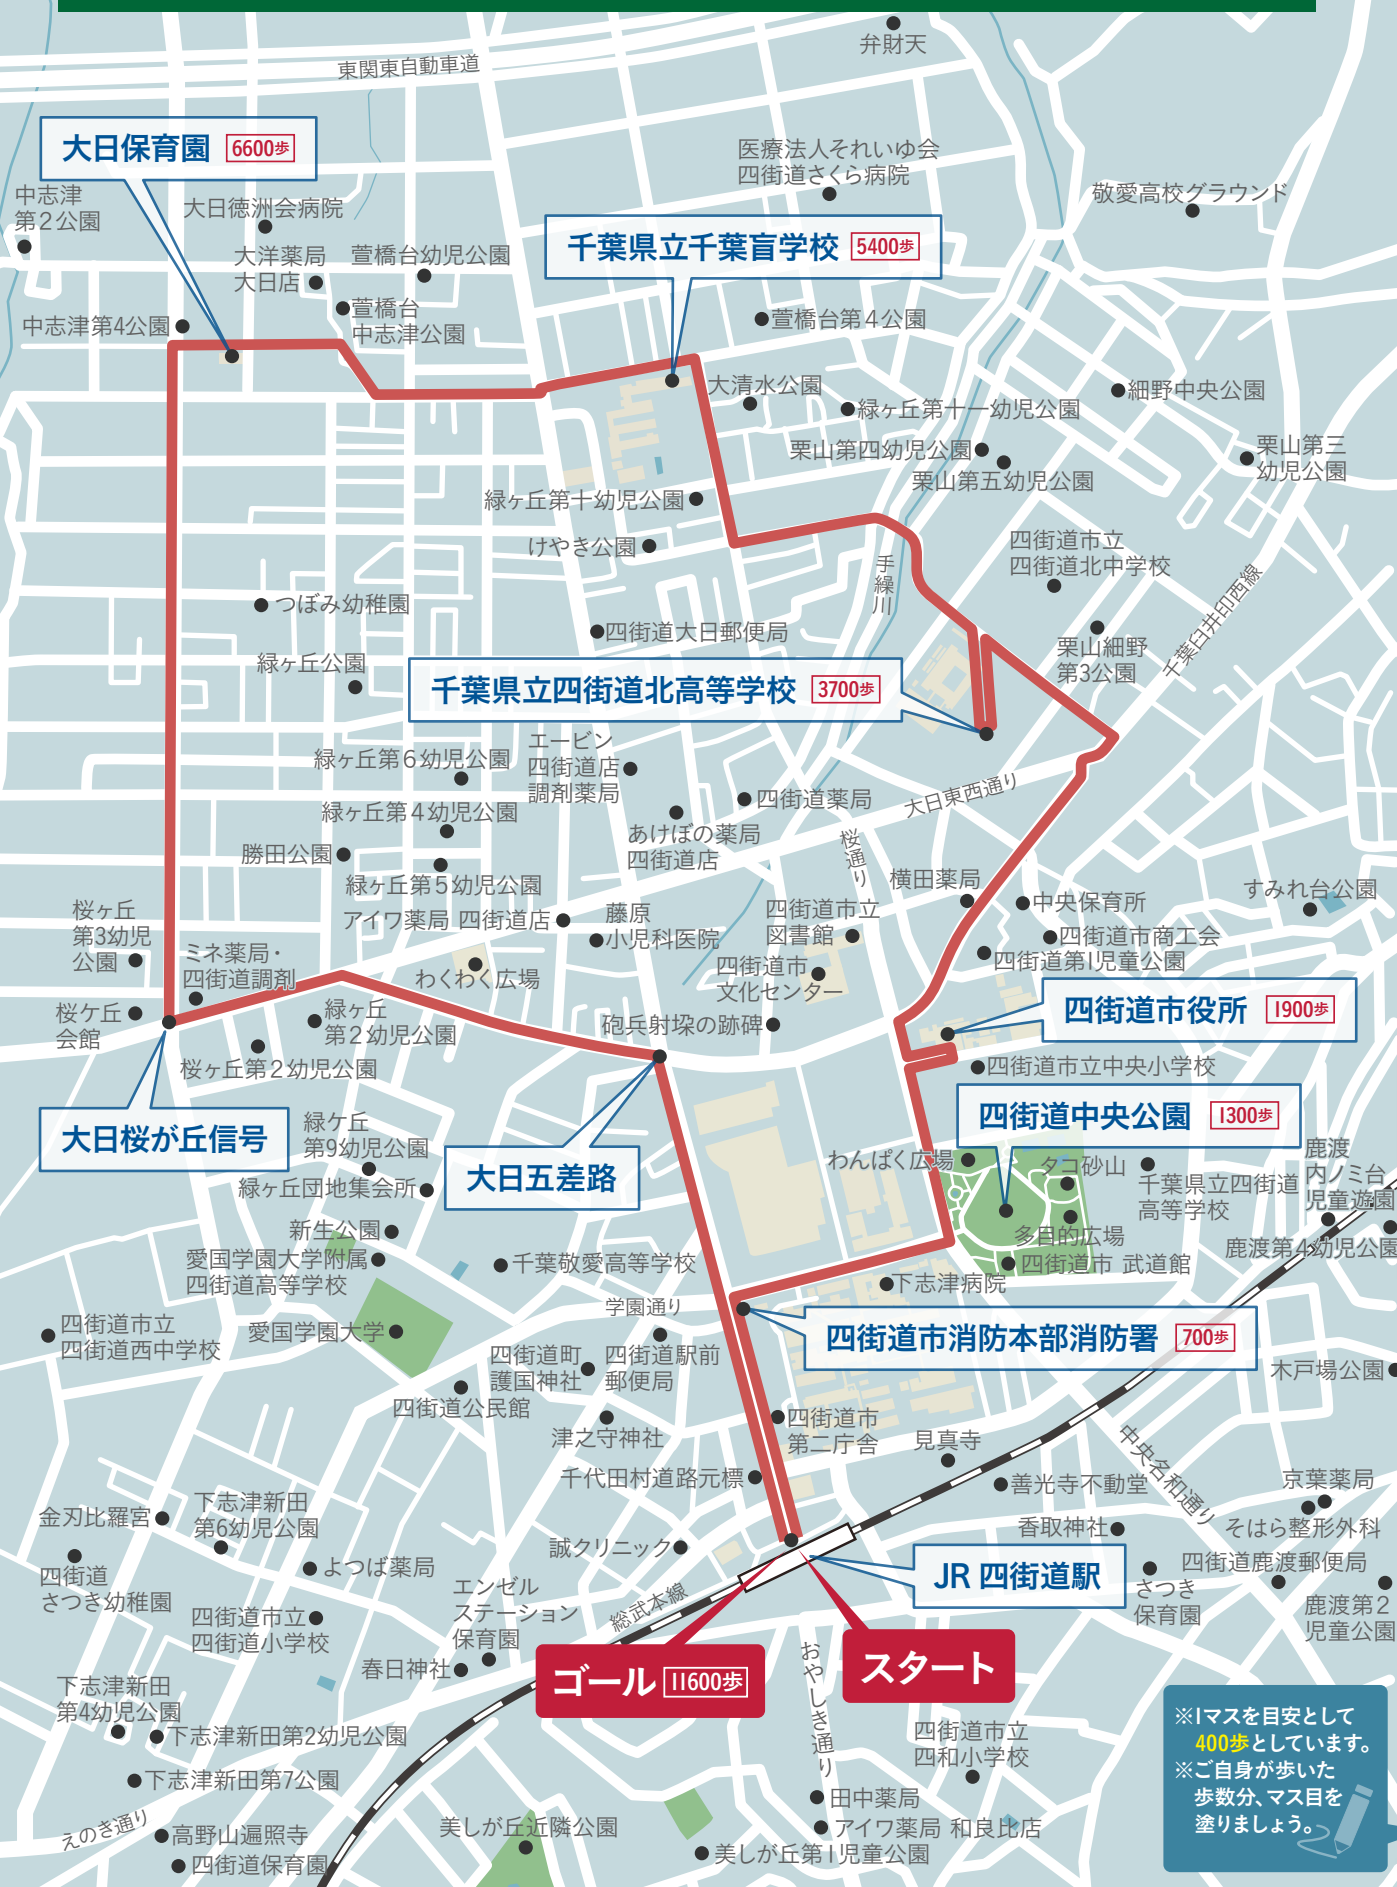 弁財天
東関東自動車道
大日保育園 6600歩
医療法人それいゆ会
四街道さくら病院
敬愛高校グラウンド
中志津
第2公園
大日徳洲会病院
千葉県立千葉盲学校 5400歩
大洋薬局
大日店
萱橋台幼児公園
萱橋台
中志津公園
中志津第4公園
萱橋台第4公園
大清水公園
細野中央公園
緑ヶ丘第十一幼児公園
栗山第四幼児公園
栗山第三
幼児公園
栗山第五幼児公園
緑ヶ丘第十幼児公園
けやき公園
四街道市立
四街道北中学校
手繰川
千葉臼井印西線
つぼみ幼稚園
四街道大日郵便局
栗山細野
第3公園
緑ヶ丘公園
千葉県立四街道北高等学校 3700歩
エービン
四街道店
調剤薬局
緑ヶ丘第6幼児公園
四街道薬局
大日東西通り
緑ヶ丘第4幼児公園
あけぼの薬局
四街道店
桜通り
勝田公園
緑ヶ丘第5幼児公園
横田薬局
すみれ台公園
桜ヶ丘
第3幼児
公園
アイワ薬局 四街道店
藤原
小児科医院
四街道市立
図書館
中央保育所
四街道市商工会
四街道第1児童公園
ミネ薬局・
四街道調剤
わくわく広場
四街道市
文化センター
四街道市役所 1900歩
桜ケ丘
会館
緑ヶ丘
第2幼児公園
砲兵射垜の跡碑
桜ヶ丘第2幼児公園
四街道市立中央小学校
四街道中央公園 1300歩
大日桜が丘信号
緑ケ丘
第9幼児公園
大日五差路
わんぱく広場
タコ砂山
千葉県立四街道
高等学校
鹿渡
内ノミ台
児童遊園
緑ヶ丘団地集会所
新生公園
多目的広場
鹿渡第4幼児公園
愛国学園大学附属
四街道高等学校
千葉敬愛高等学校
四街道市 武道館
下志津病院
学園通り
四街道市消防本部消防署 700歩
四街道市立
四街道西中学校
愛国学園大学
四街道町
護国神社
四街道駅前
郵便局
木戸場公園
四街道公民館
津之守神社
四街道市
第二庁舎
見真寺
中央名和通り
千代田村道路元標
善光寺不動堂
京葉薬局
金刃比羅宮
下志津新田
第6幼児公園
香取神社
そはら整形外科
誠クリニック
四街道
さつき幼稚園
よつば薬局
JR 四街道駅
四街道鹿渡郵便局
さつき
保育園
鹿渡第2
児童公園
四街道市立
四街道小学校
エンゼル
ステーション
保育園
総武本線
ゴール 11600歩
スタート
おやしき通り
春日神社
下志津新田
第4幼児公園
下志津新田第2幼児公園
四街道市立
四和小学校
※1マスを目安として
400歩としています。
※ご自身が歩いた
歩数分、マス目を
塗りましょう。
下志津新田第7公園
田中薬局
えのき通り
高野山遍照寺
美しが丘近隣公園
アイワ薬局 和良比店
四街道保育園
美しが丘第1児童公園